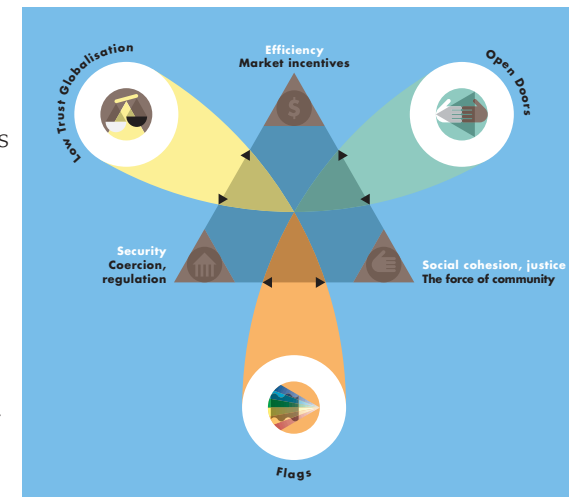 Low Trust Globalisation
Efficiency
Market incentives
Open Doors
s
Security
Coercion,
regulation
Social cohesion, justice
The force of community
$
Flags